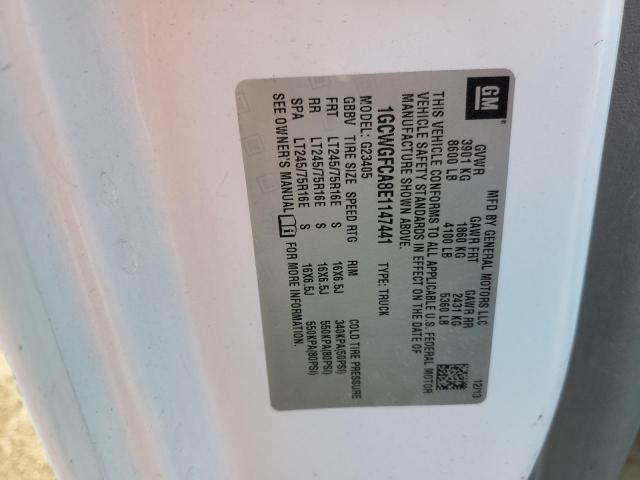 GM
MFD BY GENERAL MOTORS LLC
12/13
GVWR GAWR FRT GAWR RR
3901 KG 1860 KG 2431 KG
8600 LB 4100 LB 5360 LB
THIS VEHICLE CONFORMS TO ALL APPLICABLE U.S. FEDERAL MOTOR
VEHICLE SAFETY STANDARDS IN EFFECT ON THE DATE OF
MANUFACTURE SHOWN ABOVE.
1GCWGFCA8E1147441 TYPE: TRUCK
MODEL: G23405
GBBV TIRE SIZE SPEED RTG RIM COLD TIRE PRESSURE
FRT LT245/75R16E S 16X6.5J 349KPA(50PSI)
RR LT245/75R16E S 16X6.5J 550KPA(80PSI)
SPA LT245/75R16E S 16X6.5J 550KPA(80PSI)
SEE OWNER'S MANUAL FOR MORE INFORMATION.